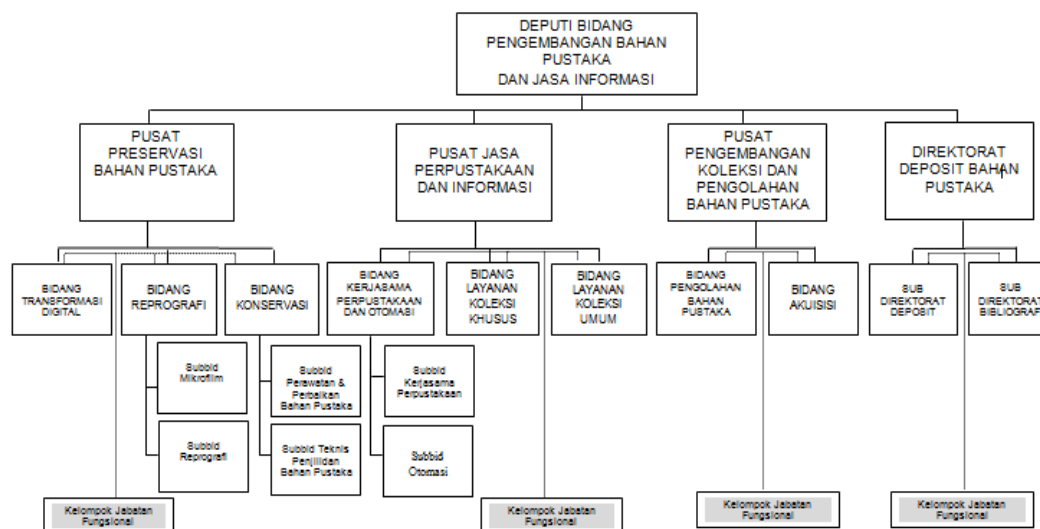 DEPUTI BIDANG
PENGEMBANGAN BAHAN
PUSTAKA
DAN JASA INFORMASI
PUSAT
PRESERVASI
BAHAN PUSTAKA
PUSAT JASA
PERPUSTAKAAN
DAN INFORMASI
PUSAT
PENGEMBANGAN
KOLEKSI DAN
PENGOLAHAN
BAHAN PUSTAKA
DIREKTORAT
DEPOSIT BAHAN
PUSTAKA
BIDANG
TRANSFORMASI
DIGITAL
BIDANG
REPROGRAFI
BIDANG
KONSERVASI
BIDANG
KERJASAMA
PERPUSTAKAAN
DAN OTOMASI
BIDANG
LAYANAN
KOLEKSI
KHUSUS
BIDANG
LAYANAN
KOLEKSI
UMUM
BIDANG
PENGOLAHAN
BAHAN
PUSTAKA
BIDANG
AKUISISI
SUB
DIREKTORAT
DEPOSIT
SUB
DIREKTORAT
BIBLIOGRAFI
Subbid
Mikrofilm
Subbid
Perawatan &
Perbaikan
Bahan Pustaka
Subbid
Kerjasama
Perpustakaan
Subbid
Reprografi
Subbid Teknis
Penjilidan
Bahan Pustaka
Subbid
Otomasi
Kelompok Jabatan
Fungsional
Kelompok Jabatan
Fungsional
Kelompok Jabatan
Fungsional
Kelompok Jabatan
Fungsional